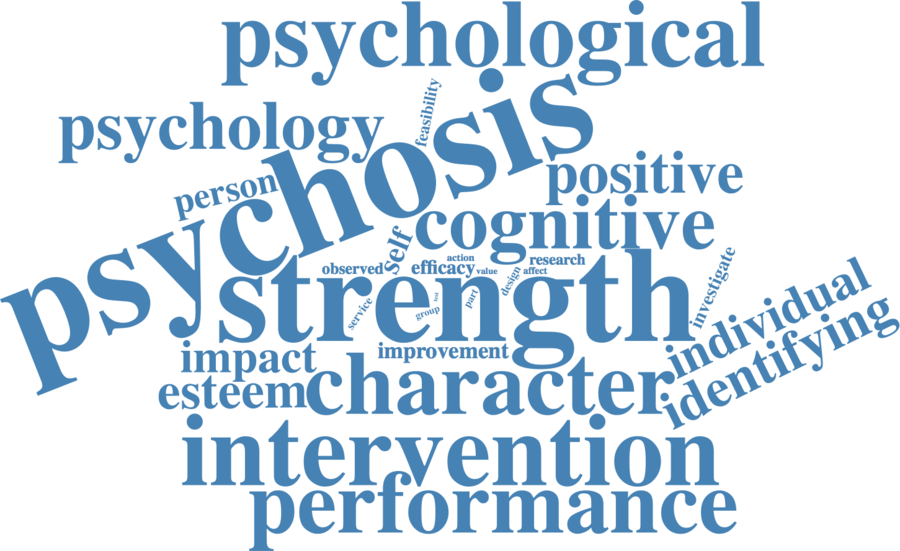 psychological
psychosis
feasibility
psychology
positive
person
cognitive
self
action
research
observed
efficacy
value
affect
design
investigate
strength
service
group
test
part
individual
impact
improvement
identifying
esteem
character
intervention
performance